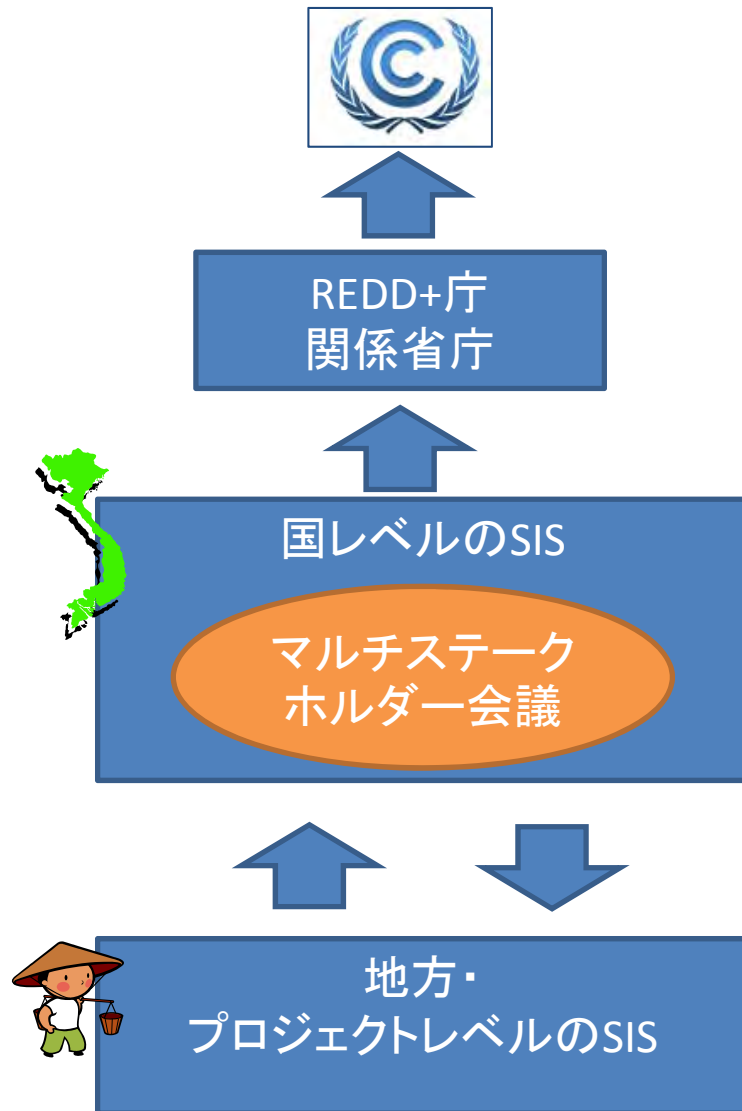 REDD+庁
関係省庁
国レベルのSIS
マルチステーク
ホルダー会議
地方・
プロジェクトレベルのSIS